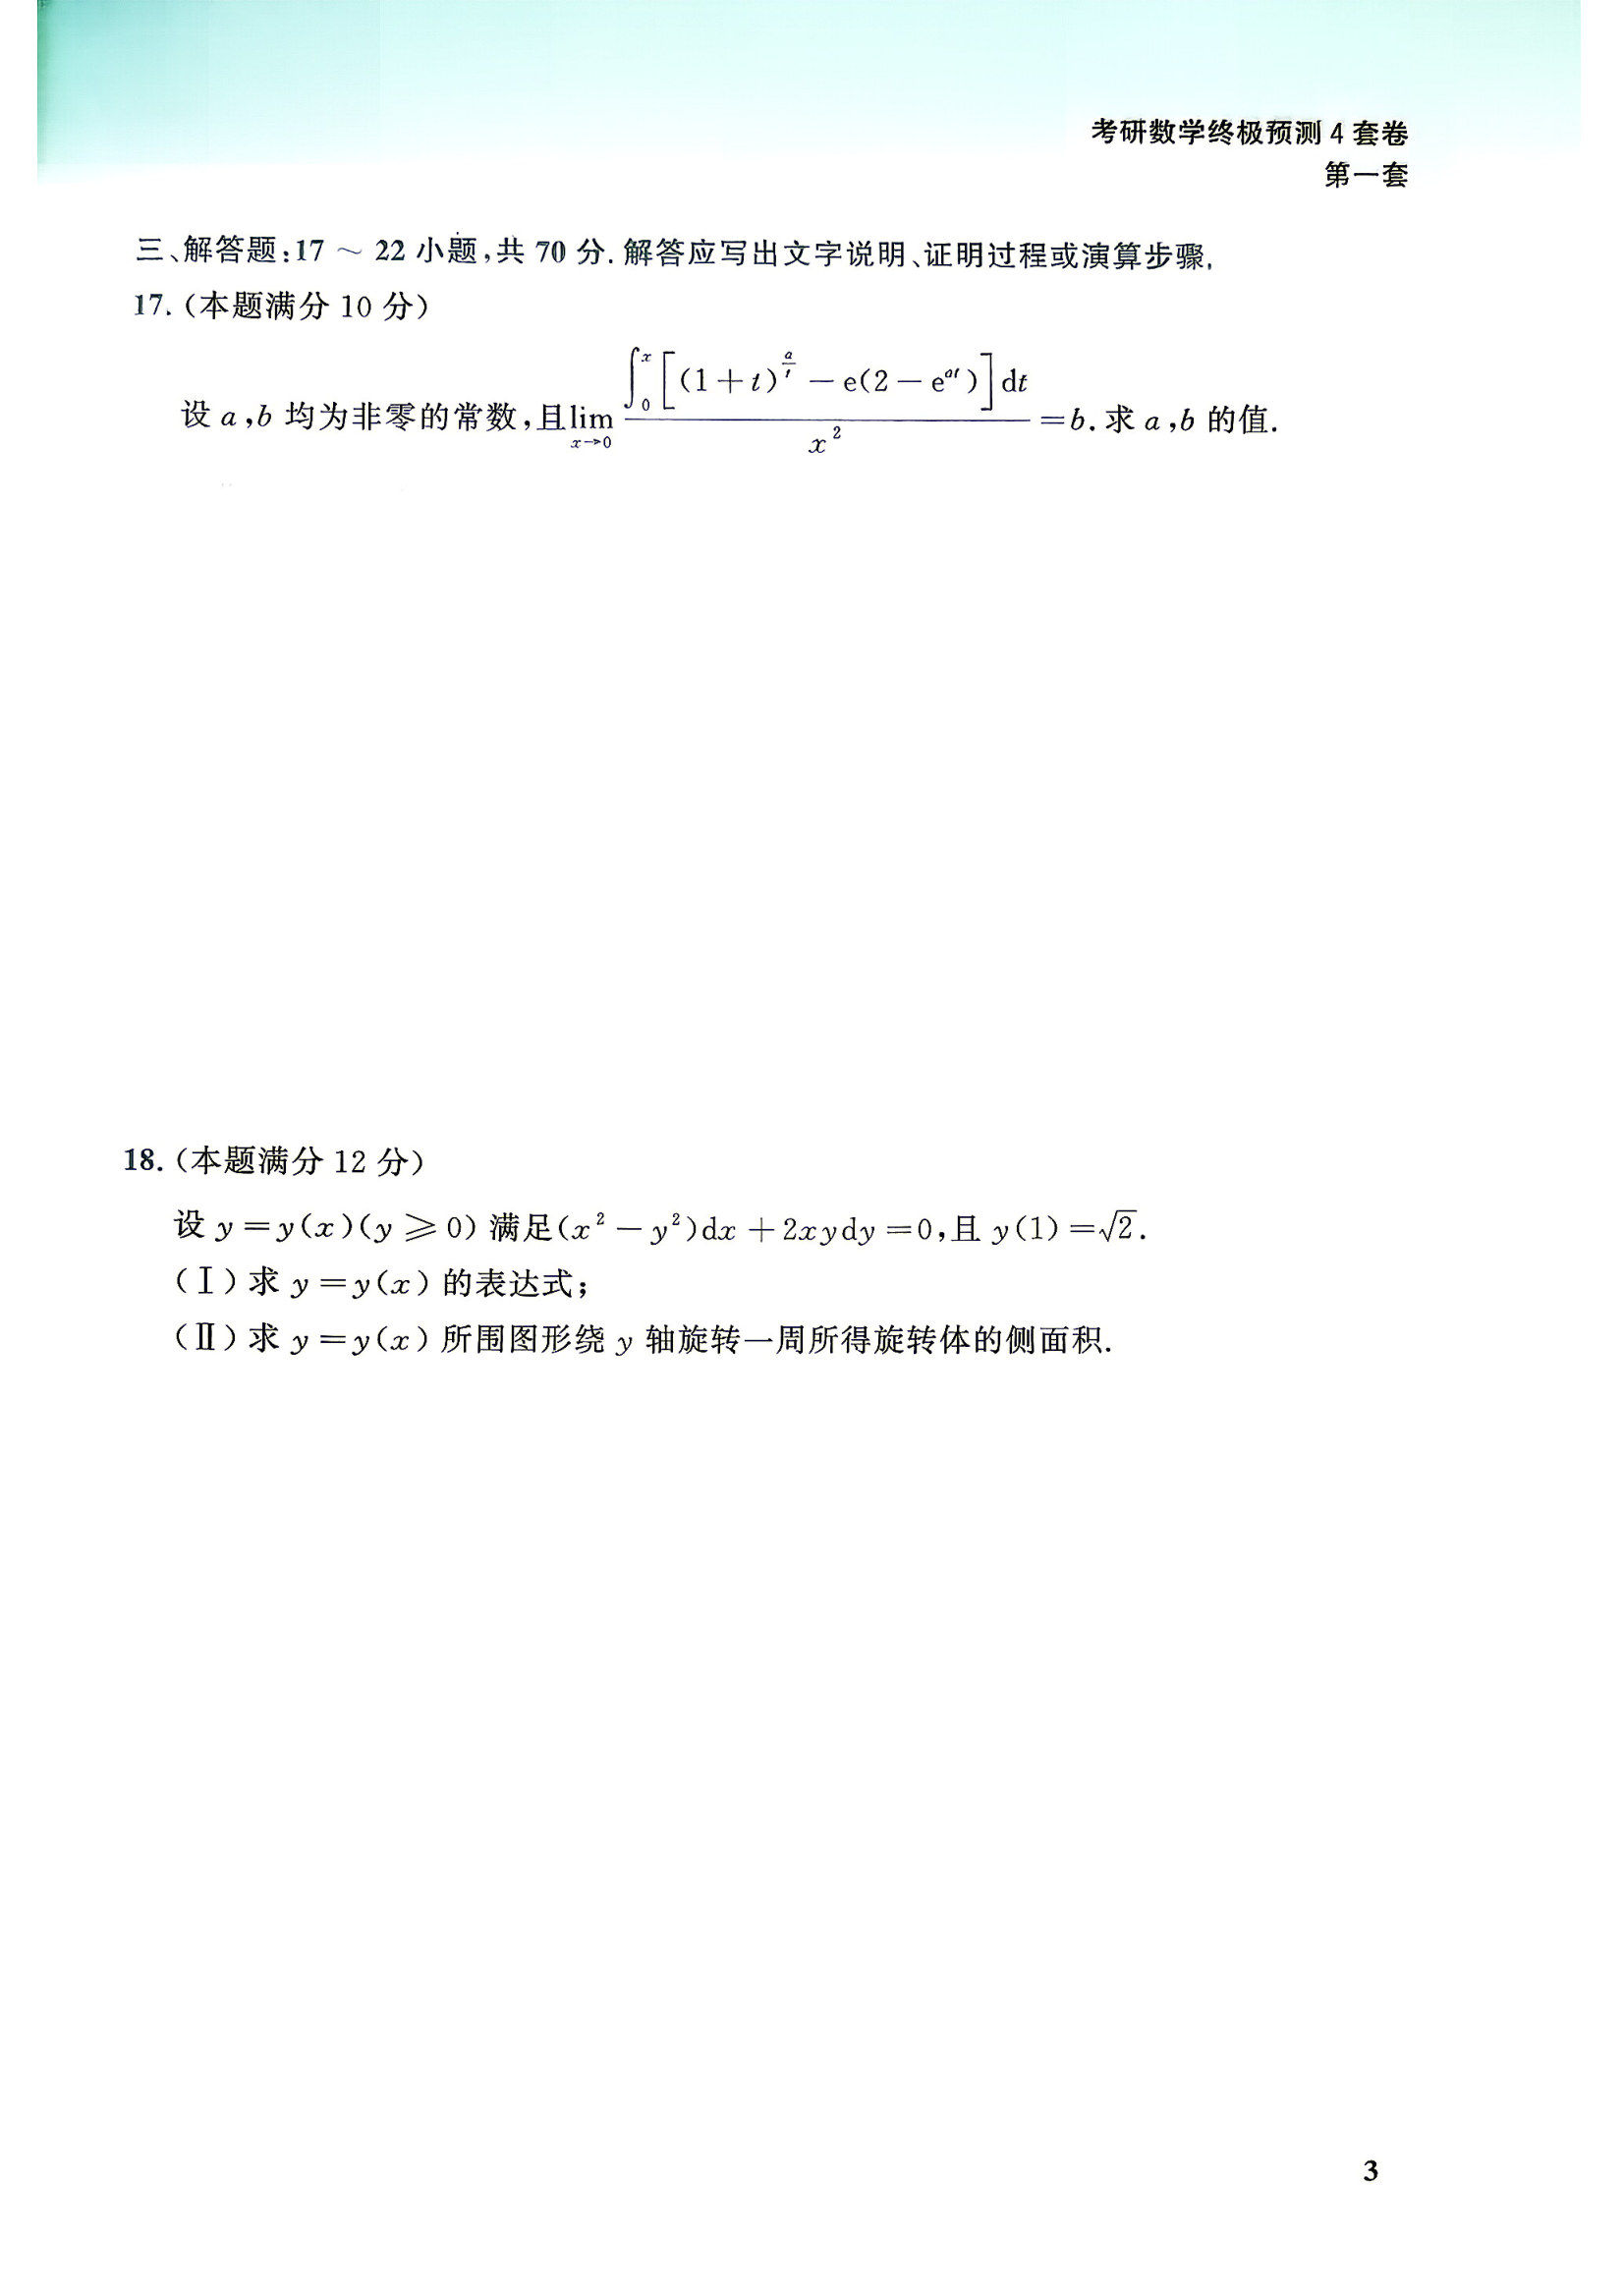 考研数学终极预测4套卷
第一套
三、解答题:17 ~ 22 小题,共 70 分.解答应写出文字说明、证明过程或演算步骤.
17.(本题满分 10 分)
设 a,b 均为非零的常数,且 lim_{x→0} \frac{∫_0^x [(1+t)^{\frac{a}{t}} − e(2 − e^{at})]dt}{x^2} = b.求 a,b 的值.
18.(本题满分 12 分)
设 y = y(x)(y ⩾ 0) 满足(x² − y²)dx + 2xydy = 0,且 y(1) = √2.
(Ⅰ) 求 y = y(x) 的表达式;
(Ⅱ) 求 y = y(x) 所围图形绕 y 轴旋转一周所得旋转体的侧面积.
3